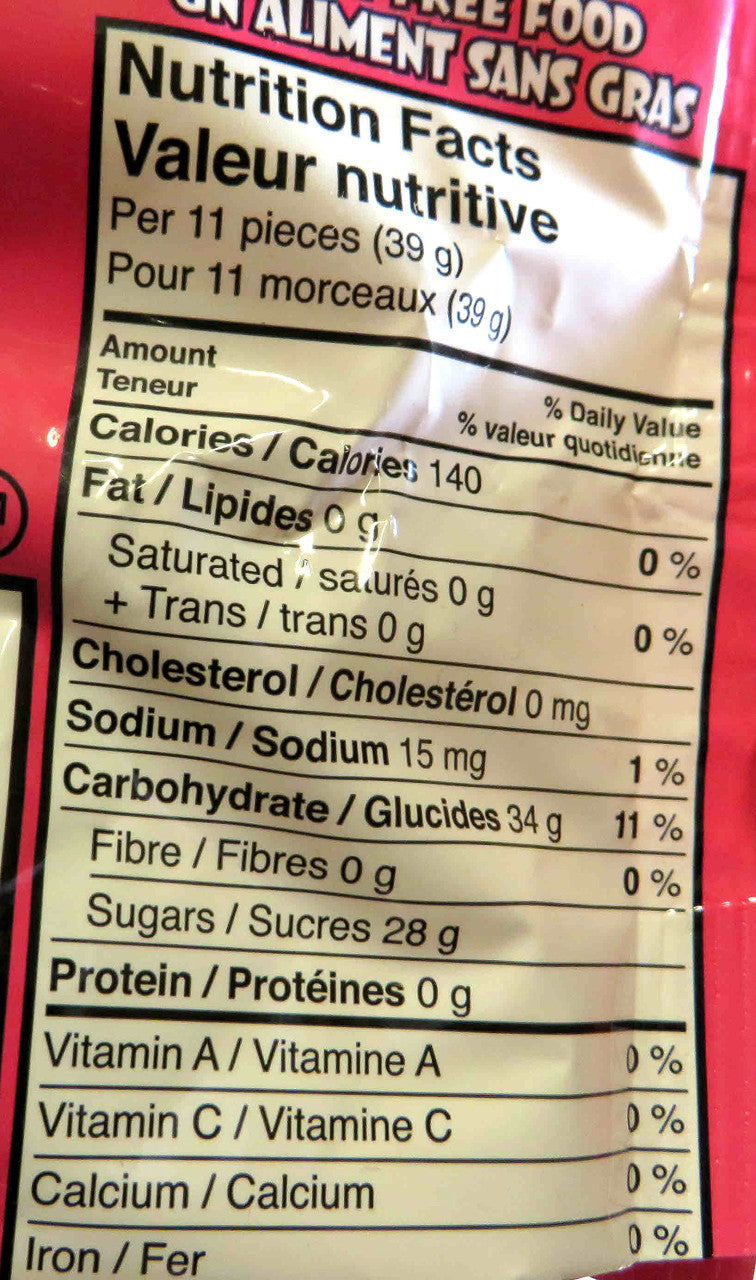 FREE FOOD
UN ALIMENT SANS GRAS
Nutrition Facts
Valeur nutritive
Per 11 pieces (39 g)
Pour 11 morceaux (39 g)
Amount
Teneur
% Daily Value
% valeur quotidienne
Calories / Calories 140
Fat / Lipides 0 g 0 %
Saturated / saturés 0 g
+ Trans / trans 0 g 0 %
Cholesterol / Cholestérol 0 mg
Sodium / Sodium 15 mg 1 %
Carbohydrate / Glucides 34 g 11 %
Fibre / Fibres 0 g 0 %
Sugars / Sucres 28 g
Protein / Protéines 0 g
Vitamin A / Vitamine A 0 %
Vitamin C / Vitamine C 0 %
Calcium / Calcium 0 %
Iron / Fer 0 %